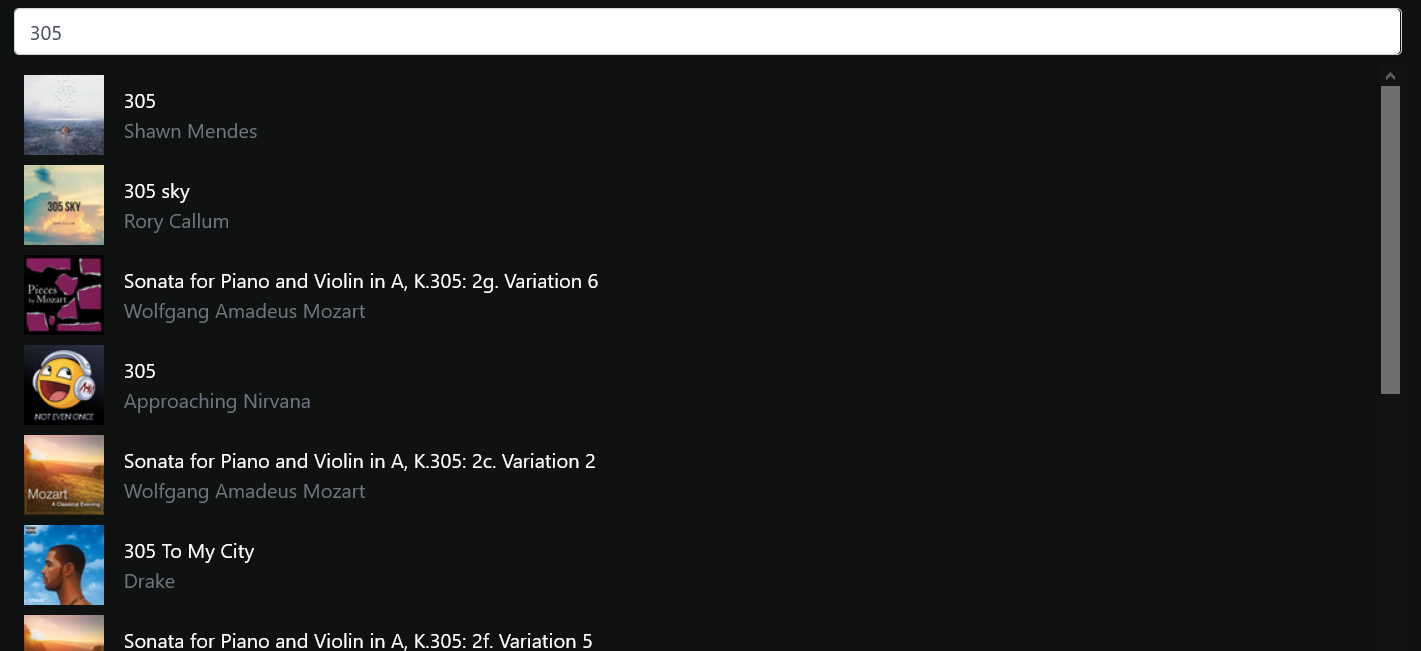 305
305
Shawn Mendes
305 SKY
305 sky
Rory Callum
Pieces
by Mozart
Sonata for Piano and Violin in A, K.305: 2g. Variation 6
Wolfgang Amadeus Mozart
NOT EVEN ONCE
305
Approaching Nirvana
Mozart
A Classical Evening
Sonata for Piano and Violin in A, K.305: 2c. Variation 2
Wolfgang Amadeus Mozart
305 To My City
Drake
Sonata for Piano and Violin in A, K.305: 2f. Variation 5